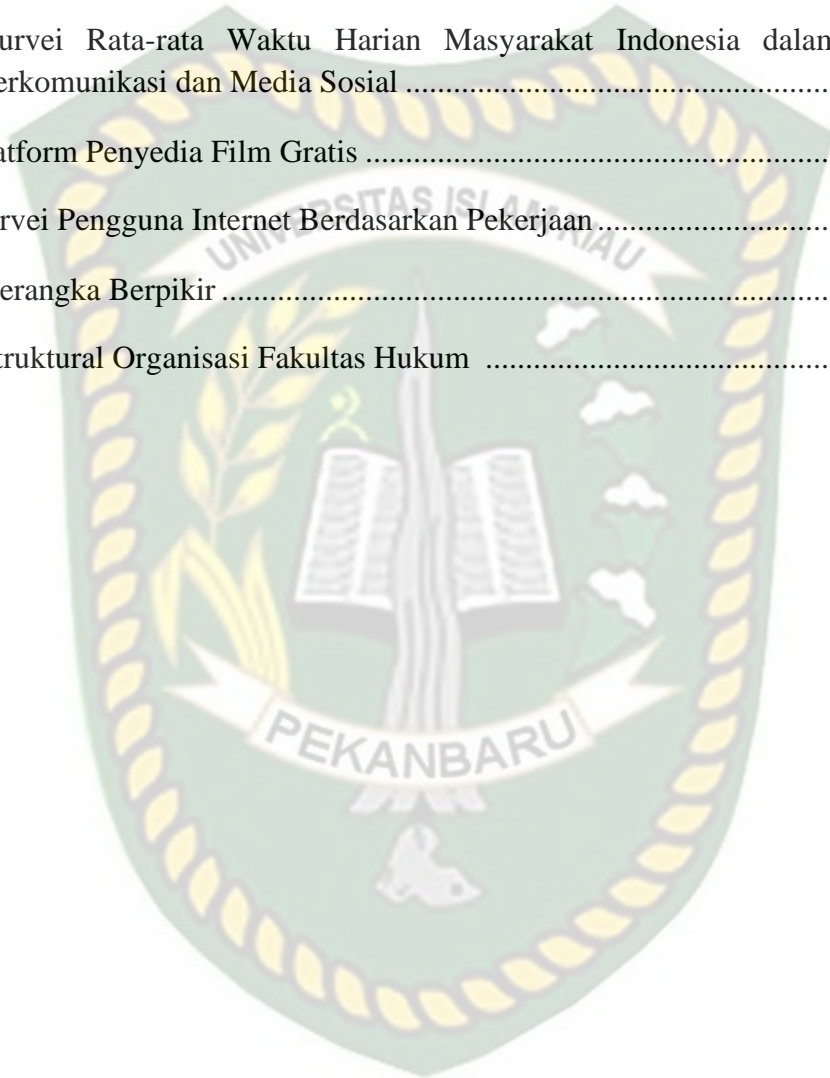 urvei Rata-rata Waktu Harian Masyarakat Indonesia dalam
erkomunikasi dan Media Sosial ........................................................
atform Penyedia Film Gratis .............................................................
UNIVERSITAS ISLAM RIAU
rvei Pengguna Internet Berdasarkan Pekerjaan ..............................
erangka Berpikir ................................................................................
truktural Organisasi Fakultas Hukum ..............................................
PEKANBARU